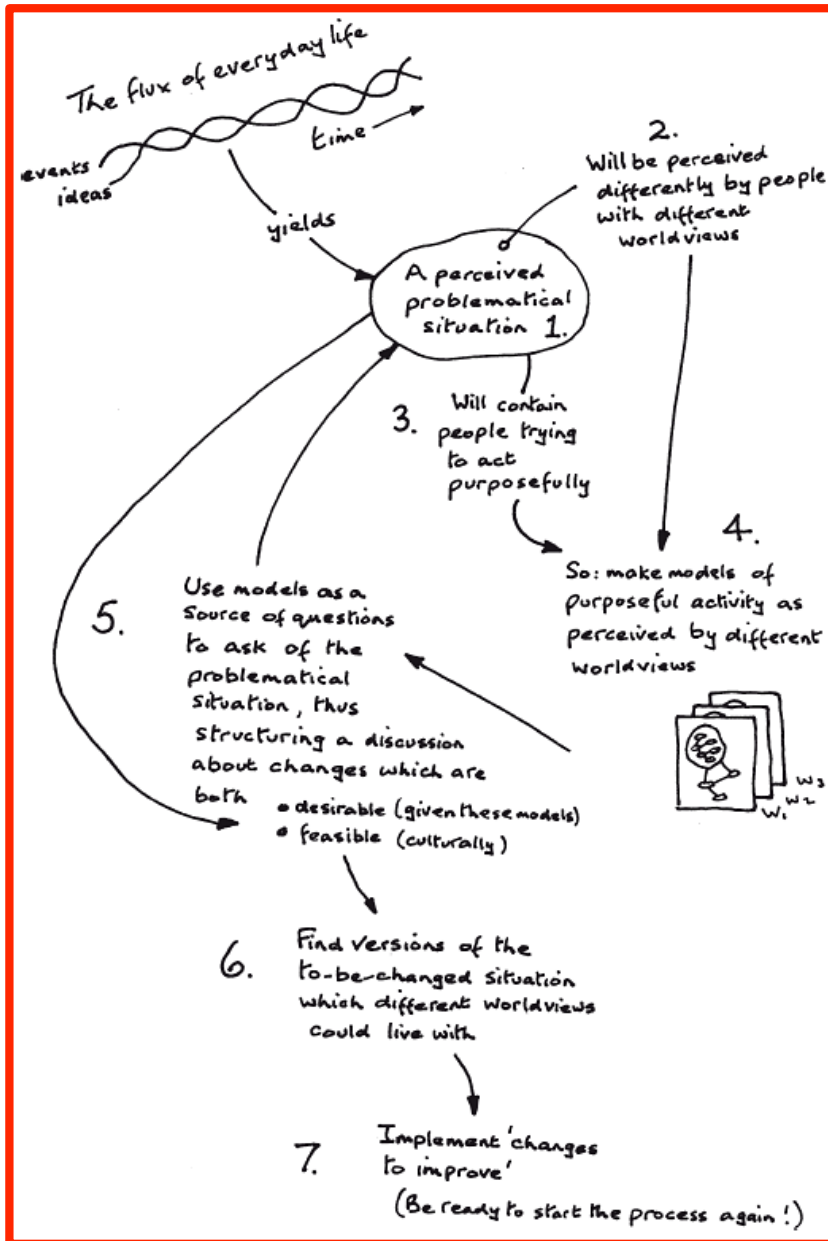 The flux of everyday life
time
events
ideas
yields
2.
Will be perceived
differently by people
with different
worldviews
A perceived
problematical
situation 1.
3.
Will contain
people trying
to act
purposefully
4.
So: make models of
purposeful activity as
perceived by different
worldviews
W1 W2 W3
5.
Use models as a
source of questions
to ask of the
problematical
situation, thus
structuring a discussion
about changes which are
both
• desirable (given these models)
• feasible (culturally)
6.
Find versions of the
to-be-changed situation
which different worldviews
could live with
7.
Implement 'changes
to improve'
(Be ready to start the process again!)